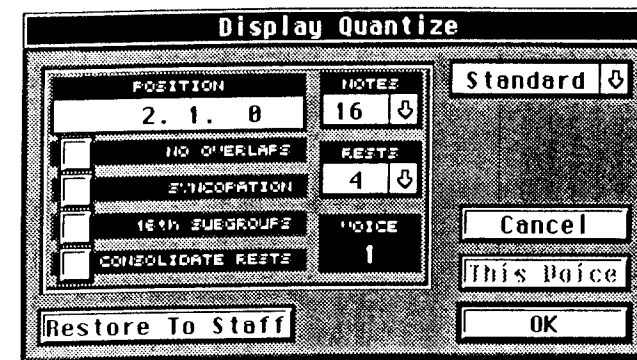 Display Quantize
POSITION
2. 1. 0
NO OVERLAPS
SYNCOPATION
16th SUBGROUPS
CONSOLIDATE RESTS
NOTES
16
RESTS
4
VOICE
1
Standard
Cancel
This Voice
OK
Restore To Staff